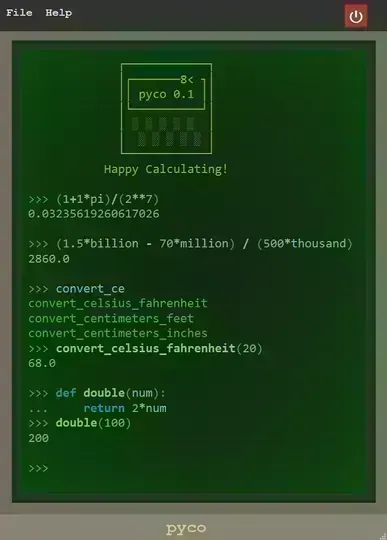 File Help
8<
pyco 0.1
Happy Calculating!
>>> (1+1*pi)/(2**7)
0.03235619260617026
>>> (1.5*billion - 70*million) / (500*thousand)
2860.0
>>> convert_ce
convert_celsius_fahrenheit
convert_centimeters_feet
convert_centimeters_inches
>>> convert_celsius_fahrenheit(20)
68.0
>>> def double(num):
...     return 2*num
>>> double(100)
200
>>>
pyco